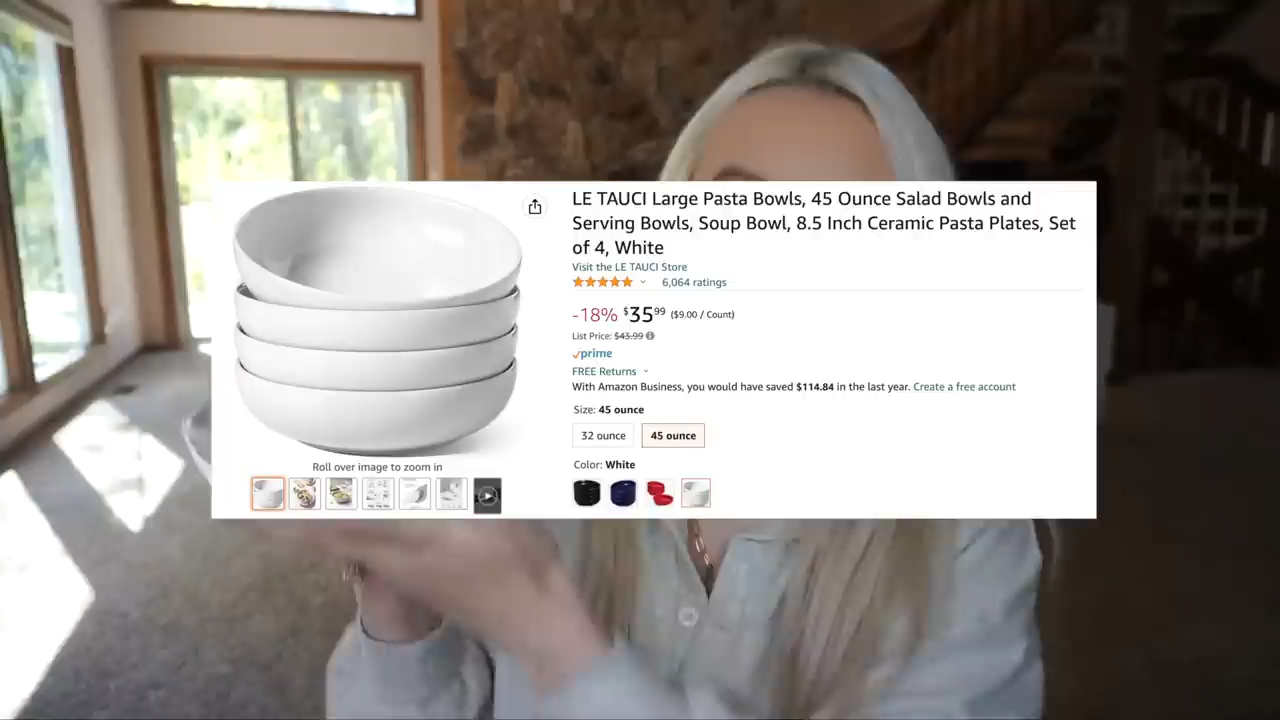 LE TAUCI Large Pasta Bowls, 45 Ounce Salad Bowls and
Serving Bowls, Soup Bowl, 8.5 Inch Ceramic Pasta Plates, Set
of 4, White
Visit the LE TAUCI Store
6,064 ratings
-18% $35.99 ($9.00 / Count)
List Price: $43.99
prime
FREE Returns
With Amazon Business, you would have saved $114.84 in the last year. Create a free account
Size: 45 ounce
32 ounce 45 ounce
Color: White
Roll over image to zoom in